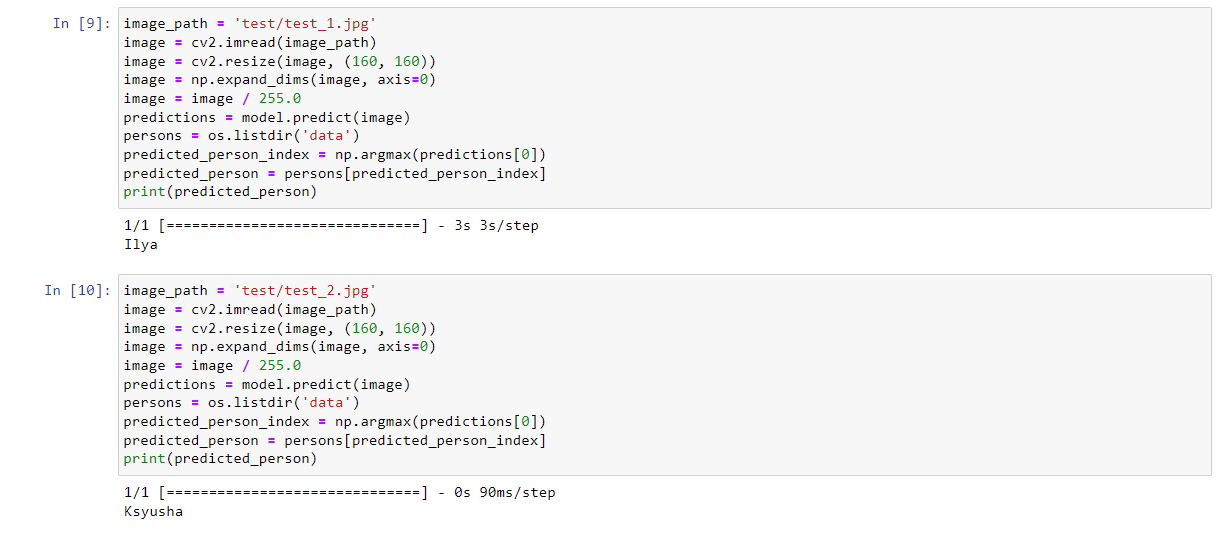 In [9]: image_path = 'test/test_1.jpg'
image = cv2.imread(image_path)
image = cv2.resize(image, (160, 160))
image = np.expand_dims(image, axis=0)
image = image / 255.0
predictions = model.predict(image)
persons = os.listdir('data')
predicted_person_index = np.argmax(predictions[0])
predicted_person = persons[predicted_person_index]
print(predicted_person)
1/1 [==============================] - 3s 3s/step
Ilya
In [10]: image_path = 'test/test_2.jpg'
image = cv2.imread(image_path)
image = cv2.resize(image, (160, 160))
image = np.expand_dims(image, axis=0)
image = image / 255.0
predictions = model.predict(image)
persons = os.listdir('data')
predicted_person_index = np.argmax(predictions[0])
predicted_person = persons[predicted_person_index]
print(predicted_person)
1/1 [==============================] - 0s 90ms/step
Ksyusha